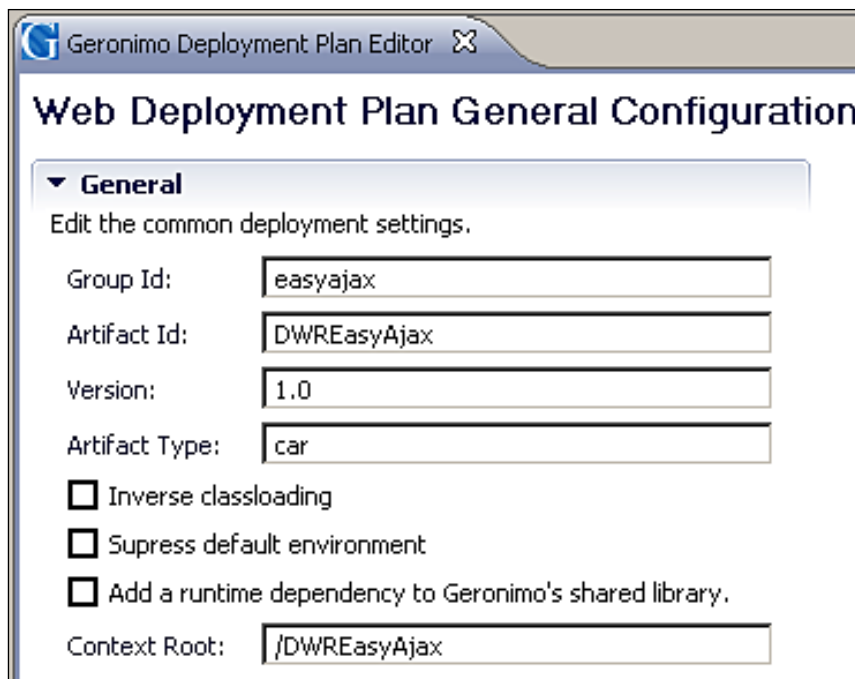 Geronimo Deployment Plan Editor
Web Deployment Plan General Configuration
General
Edit the common deployment settings.
Group Id: easyajax
Artifact Id: DWREasyAjax
Version: 1.0
Artifact Type: car
Inverse classloading
Supress default environment
Add a runtime dependency to Geronimo's shared library.
Context Root: /DWREasyAjax